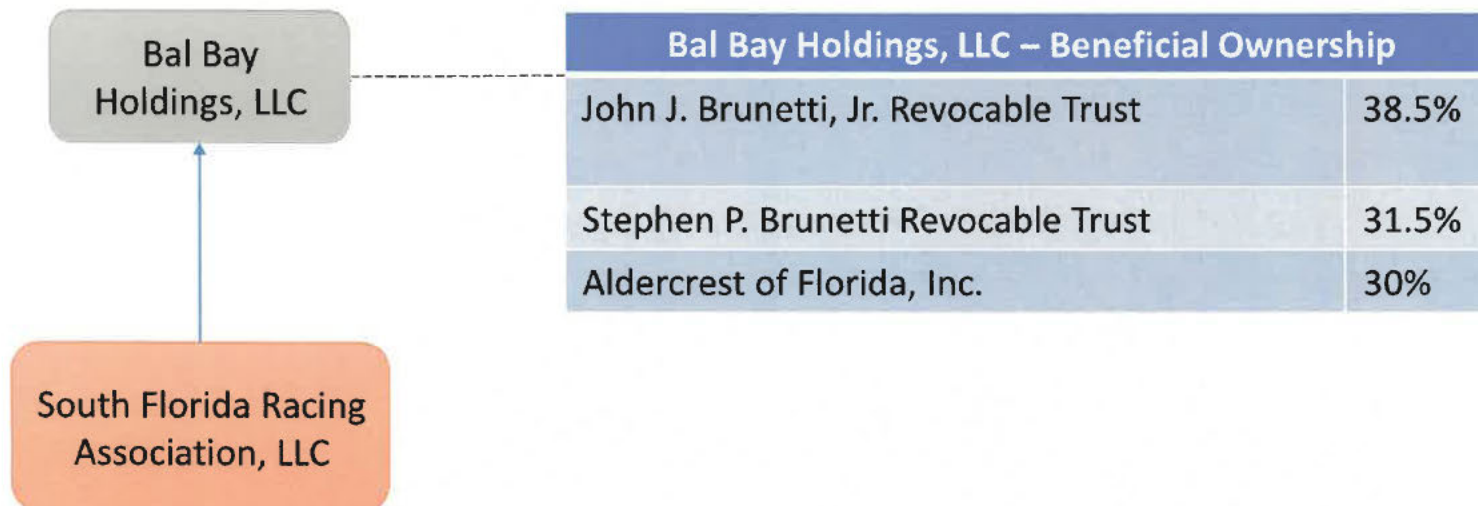 Bal Bay
Holdings, LLC
Bal Bay Holdings, LLC – Beneficial Ownership
John J. Brunetti, Jr. Revocable Trust 38.5%
Stephen P. Brunetti Revocable Trust 31.5%
Aldercrest of Florida, Inc. 30%
South Florida Racing
Association, LLC